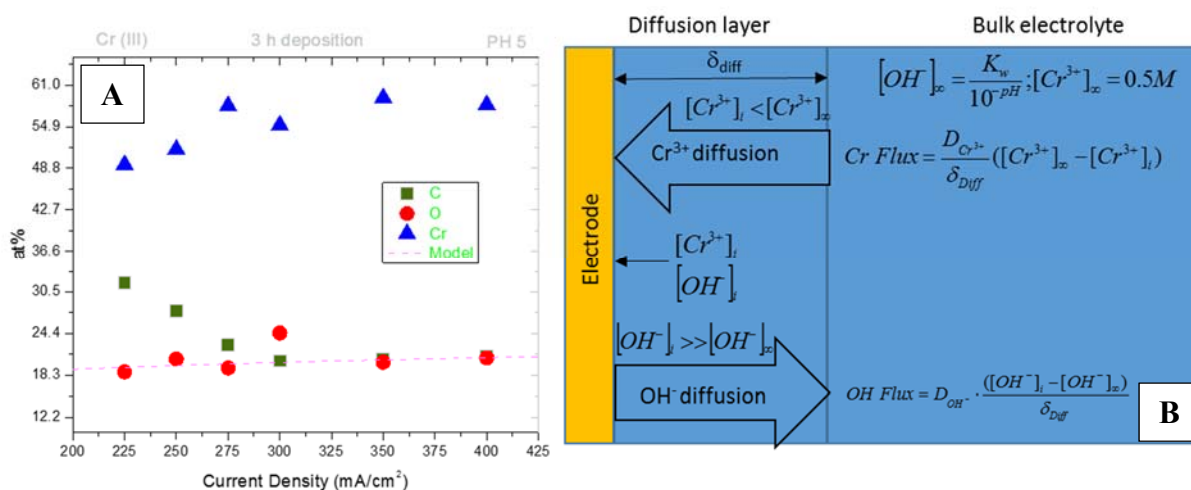 Cr (III) 3 h deposition PH 5
A
at%
61.0
54.9
48.8
42.7
36.6
30.5
24.4
18.3
12.2
C
O
Cr
Model
200 225 250 275 300 325 350 375 400 425
Current Density (mA/cm²)
Diffusion layer Bulk electrolyte
δdiff
[OH⁻]∞ = Kw / 10^-pH ; [Cr³⁺]∞ = 0.5M
[Cr³⁺]i < [Cr³⁺]∞
Cr³⁺ diffusion
Cr Flux = D Cr³⁺ / δDiff ([Cr³⁺]∞ − [Cr³⁺]i)
Electrode
[Cr³⁺]i
[OH⁻]i
[OH⁻]i >> [OH⁻]∞
OH⁻ diffusion
OH Flux = D OH⁻ · ([OH⁻]i − [OH⁻]∞) / δDiff
B